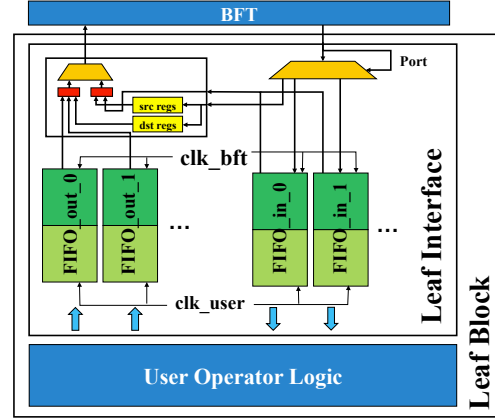 BFT
Port
src regs
dst regs
clk_bft
FIFO_out_0
FIFO_out_1
...
FIFO_in_0
FIFO_in_1
...
clk_user
Leaf Interface
Leaf Block
User Operator Logic